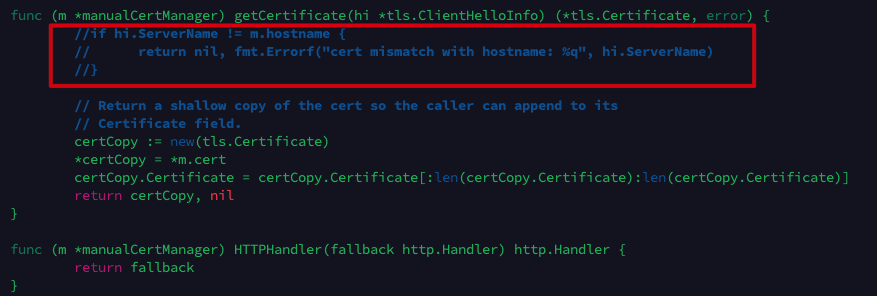 func (m *manualCertManager) getCertificate(hi *tls.ClientHelloInfo) (*tls.Certificate, error) {
        //if hi.ServerName != m.hostname {
        //      return nil, fmt.Errorf("cert mismatch with hostname: %q", hi.ServerName)
        //}

        // Return a shallow copy of the cert so the caller can append to its
        // Certificate field.
        certCopy := new(tls.Certificate)
        *certCopy = *m.cert
        certCopy.Certificate = certCopy.Certificate[:len(certCopy.Certificate):len(certCopy.Certificate)]
        return certCopy, nil
}

func (m *manualCertManager) HTTPHandler(fallback http.Handler) http.Handler {
        return fallback
}